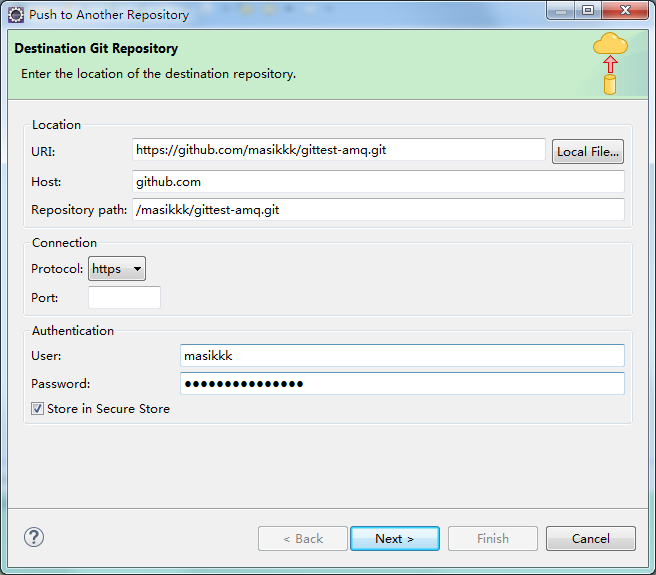 Push to Another Repository
Destination Git Repository
Enter the location of the destination repository.
Location
URI: https://github.com/masikkk/gittest-amq.git Local File...
Host: github.com
Repository path: /masikkk/gittest-amq.git
Connection
Protocol: https
Port:
Authentication
User: masikkk
Password: ●●●●●●●●●●●●●●●
Store in Secure Store
? < Back Next > Finish Cancel